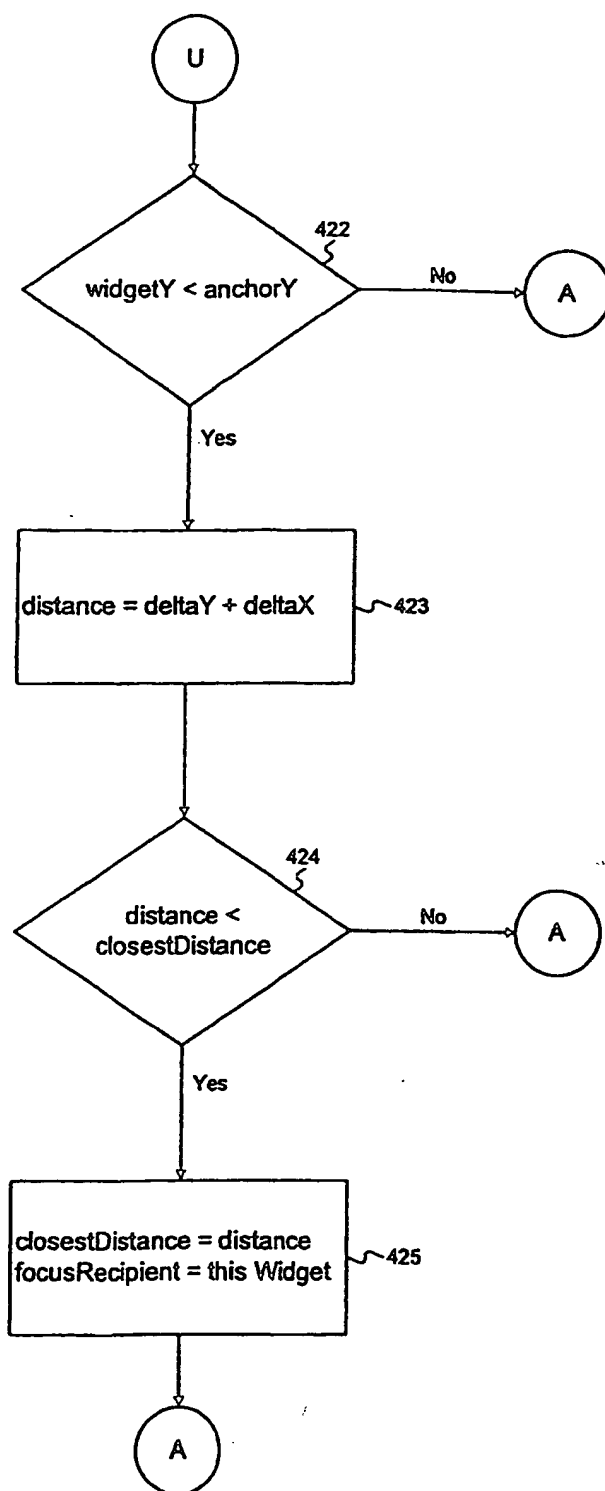 U
422
widgetY < anchorY
No
A
Yes
distance = deltaY + deltaX
423
424
distance <
closestDistance
No
A
Yes
closestDistance = distance
focusRecipient = this Widget
425
A